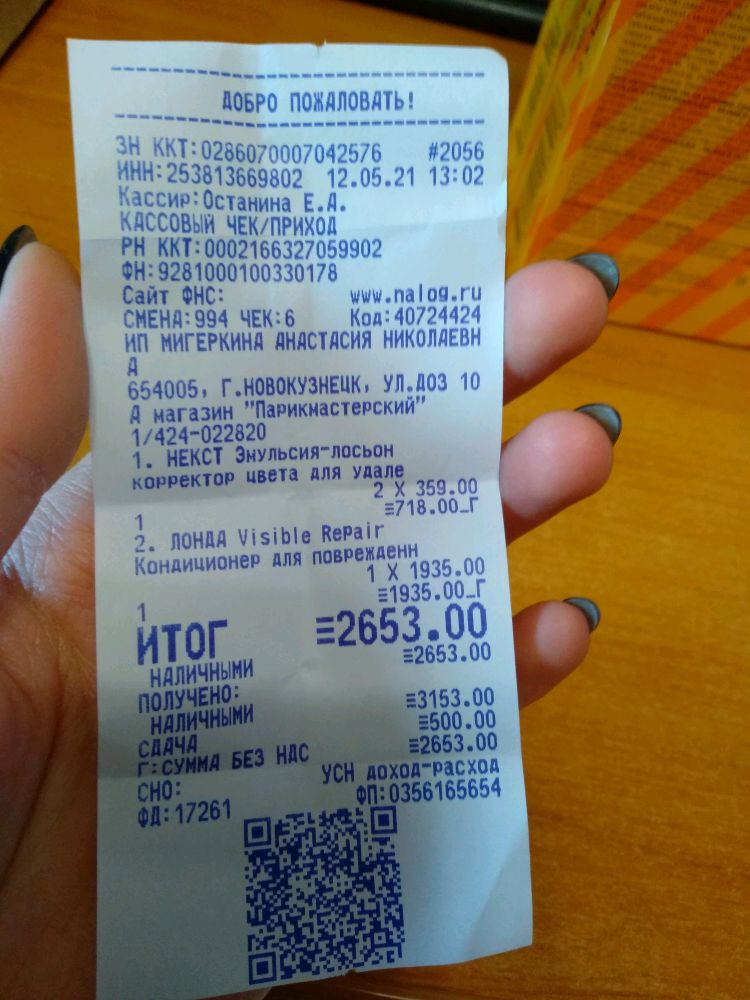 ДОБРО ПОЖАЛОВАТЬ!
ЗН ККТ:0286070007042576 #2056
ИНН:253813669802 12.05.21 13:02
Кассир:Останина Е.А.
КАССОВЫЙ ЧЕК/ПРИХОД
РН ККТ:0002166327059902
ФН:9281000100330178
Сайт ФНС: www.nalog.ru
СМЕНА:994 ЧЕК:6 Код:40724424
ИП МИГЕРКИНА АНАСТАСИЯ НИКОЛАЕВН
А
654005, Г.НОВОКУЗНЕЦК, УЛ.ДОЗ 10
А магазин "Парикмастерский"
1/424-022820
1. НЕКСТ Эмульсия-лосьон
корректор цвета для удале
2 X 359.00
≡718.00_Г
1
2. ЛОНДА Visible Repair
Кондиционер для поврежденн
1 X 1935.00
≡1935.00_Г
1
ИТОГ ≡2653.00
НАЛИЧНЫМИ ≡2653.00
ПОЛУЧЕНО:
НАЛИЧНЫМИ ≡3153.00
СДАЧА ≡500.00
Г:СУММА БЕЗ НДС ≡2653.00
СНО: УСН доход-расход
ФД:17261 ФП:0356165654